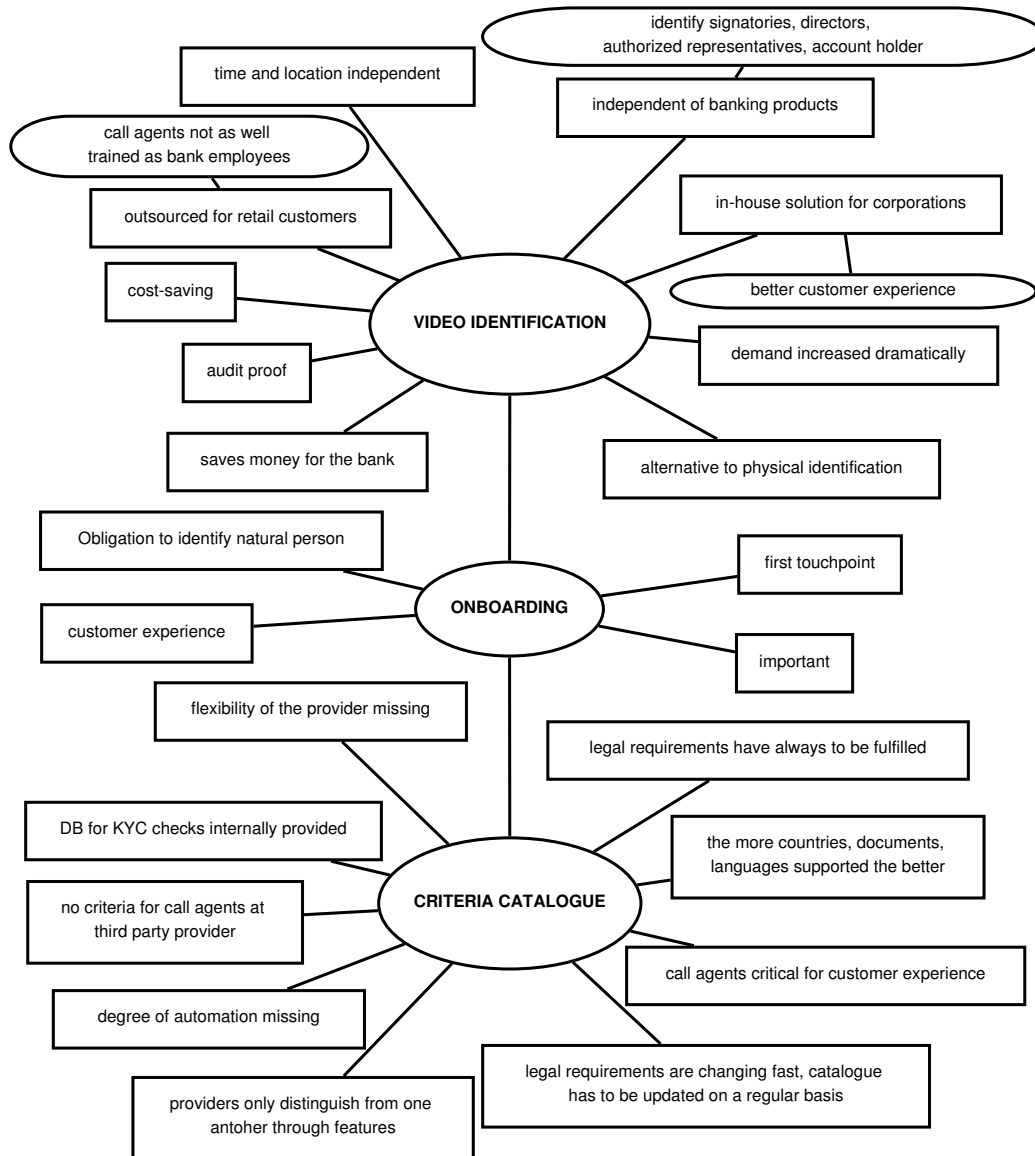 identify signatories, directors,
authorized representatives, account holder
time and location independent
independent of banking products
call agents not as well
trained as bank employees
outsourced for retail customers
in-house solution for corporations
cost-saving
better customer experience
VIDEO IDENTIFICATION
audit proof
demand increased dramatically
saves money for the bank
alternative to physical identification
Obligation to identify natural person
first touchpoint
ONBOARDING
customer experience
important
flexibility of the provider missing
legal requirements have always to be fulfilled
DB for KYC checks internally provided
the more countries, documents,
languages supported the better
CRITERIA CATALOGUE
no criteria for call agents at
third party provider
call agents critical for customer experience
degree of automation missing
legal requirements are changing fast, catalogue
has to be updated on a regular basis
providers only distinguish from one
antoher through features